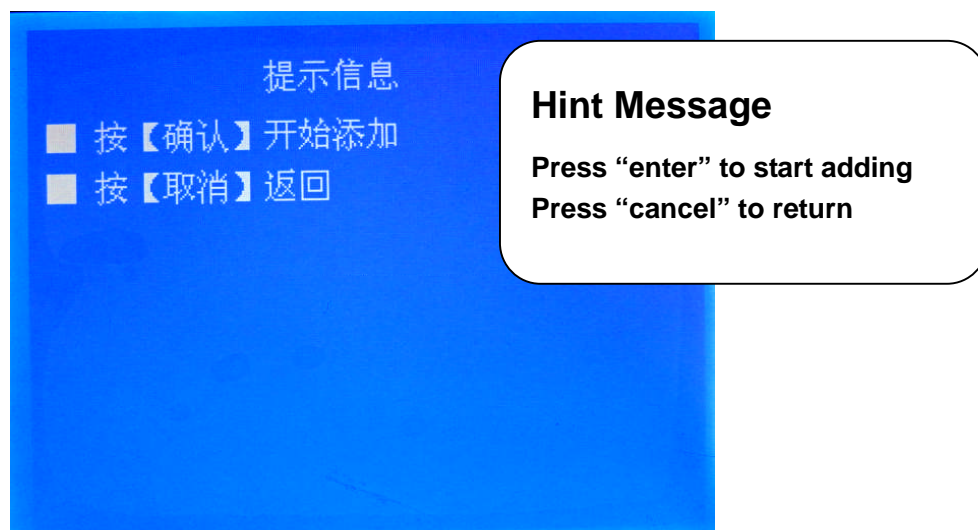 提示信息
■ 按【确认】开始添加
■ 按【取消】返回
Hint Message
Press “enter” to start adding
Press “cancel” to return